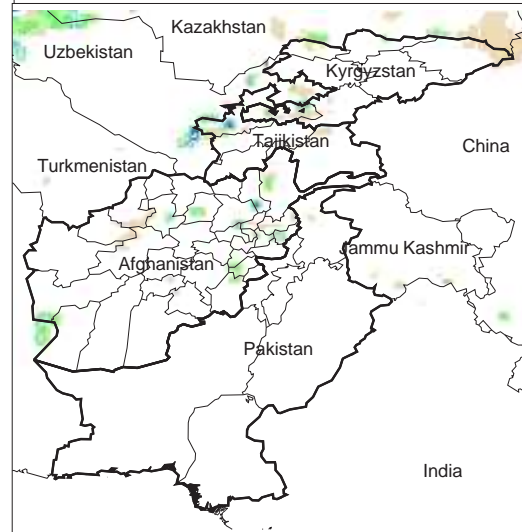 Kazakhstan
Uzbekistan
Kyrgyzstan
Tajikistan
China
Turkmenistan
Jammu Kashmir
Afghanistan
Pakistan
India